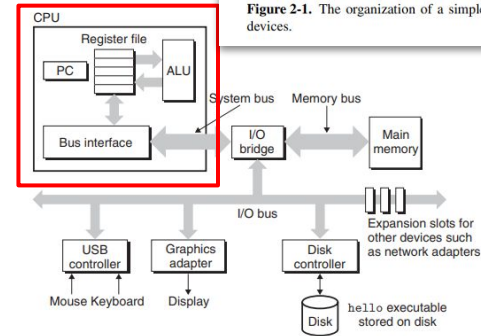 Figure 2-1. The organization of a simple
devices.
CPU
Register file
PC
ALU
System bus
Memory bus
Bus interface
I/O
bridge
Main
memory
I/O bus
Expansion slots for
other devices such
as network adapters
USB
controller
Graphics
adapter
Disk
controller
Mouse Keyboard
Display
Disk
hello executable
stored on disk